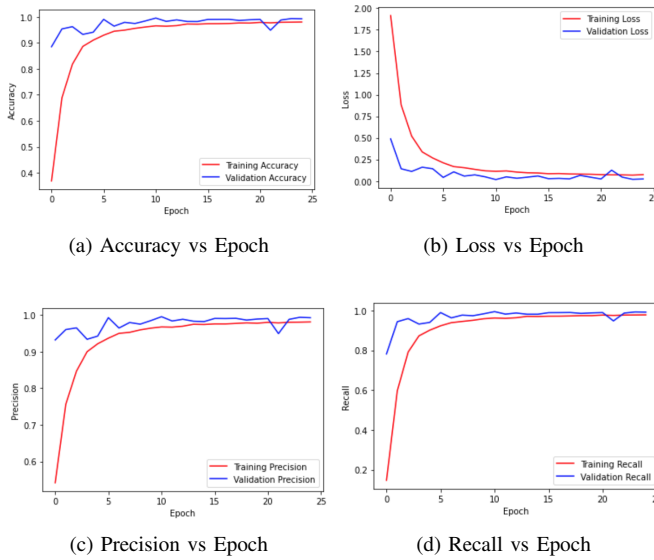 1.0
0.9
0.8
0.7
0.6
0.5
0.4
Accuracy
Training Accuracy
Validation Accuracy
0 5 10 15 20 25
Epoch
(a) Accuracy vs Epoch
2.00
1.75
1.50
1.25
1.00
0.75
0.50
0.25
0.00
Loss
Training Loss
Validation Loss
0 5 10 15 20 25
Epoch
(b) Loss vs Epoch
1.0
0.9
0.8
0.7
0.6
Precision
Training Precision
Validation Precision
0 5 10 15 20 25
Epoch
(c) Precision vs Epoch
1.0
0.8
0.6
0.4
0.2
Recall
Training Recall
Validation Recall
0 5 10 15 20 25
Epoch
(d) Recall vs Epoch